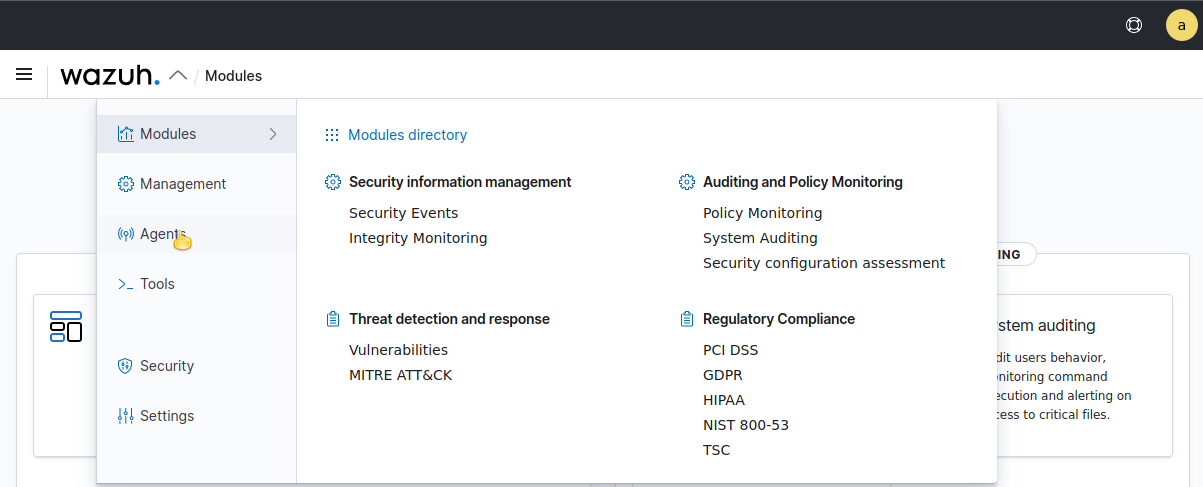 a
wazuh. / Modules
Modules
Management
Agents
Tools
Security
Settings
Modules directory
Security information management
Security Events
Integrity Monitoring
Auditing and Policy Monitoring
Policy Monitoring
System Auditing
Security configuration assessment
Threat detection and response
Vulnerabilities
MITRE ATT&CK
Regulatory Compliance
PCI DSS
GDPR
HIPAA
NIST 800-53
TSC
ING
stem auditing
dit users behavior,
nitoring command
ecution and alerting on
cess to critical files.